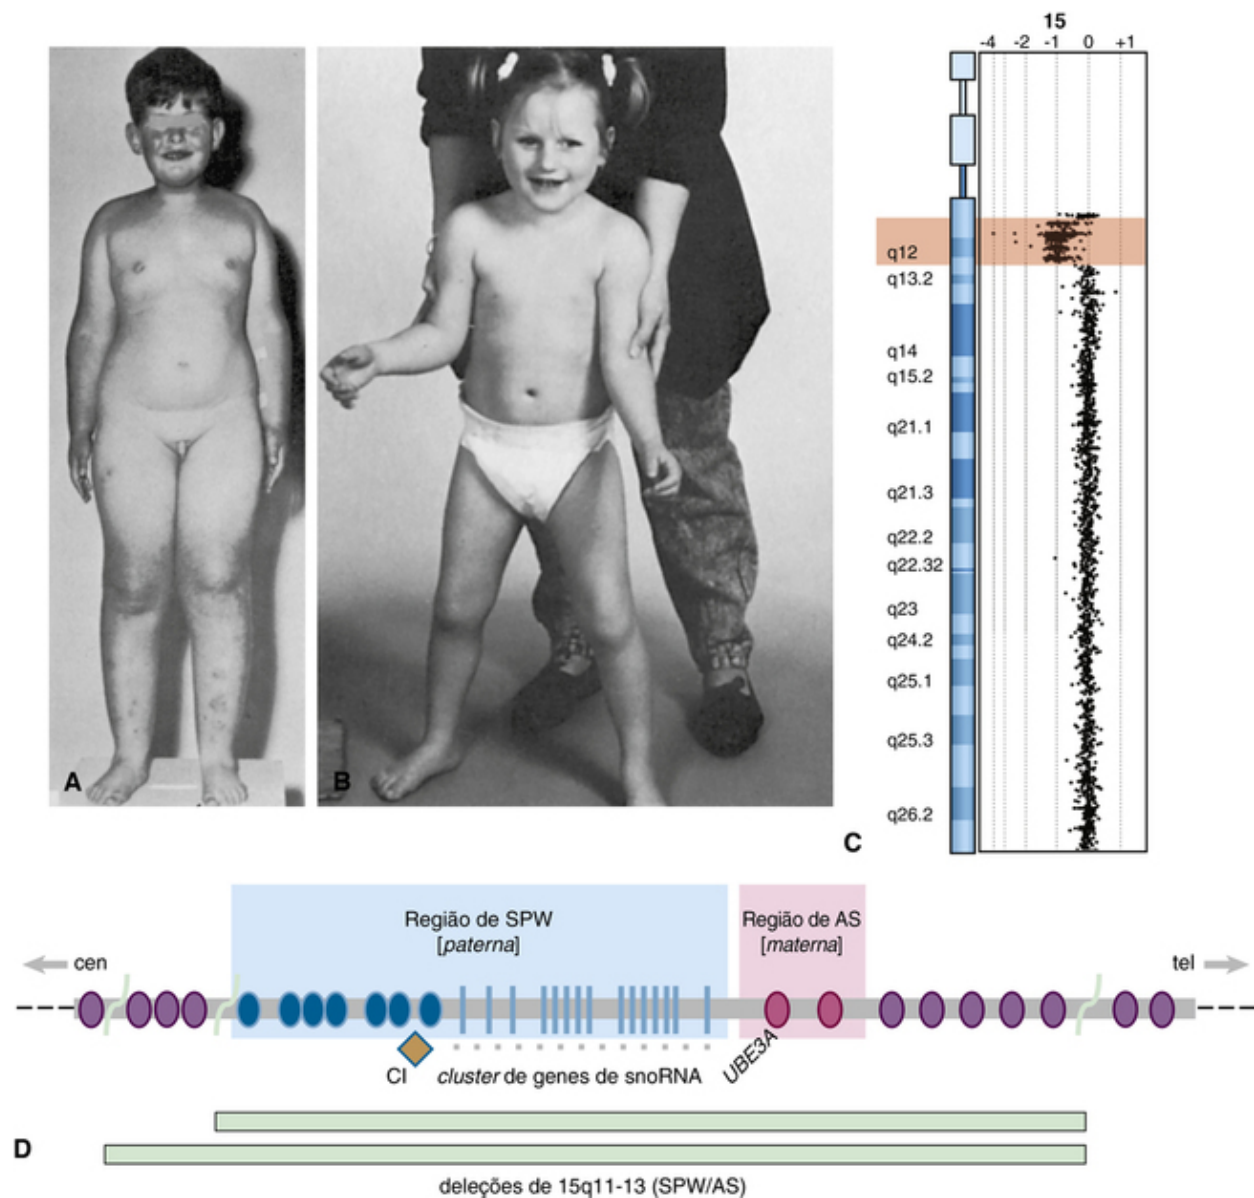 15
-4 -2 -1 0 +1
q12
q13.2
q14
q15.2
q21.1
q21.3
q22.2
q22.32
q23
q24.2
q25.1
q25.3
q26.2
A
B
C
Região de SPW
[paterna]
Região de AS
[materna]
cen
tel
CI
cluster de genes de snoRNA
UBE3A
D
deleções de 15q11-13 (SPW/AS)